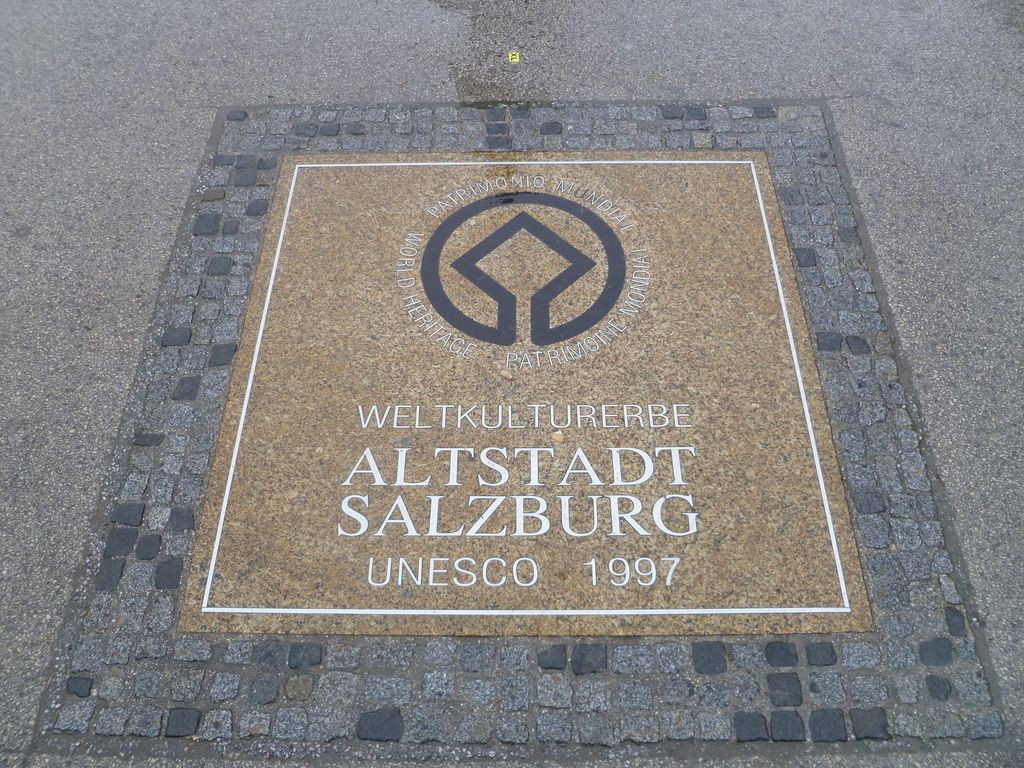 PATRIMONIO MUNDIAL
WORLD HERITAGE
PATRIMOINE MONDIAL
WELTKULTURERBE
ALTSTADT
SALZBURG
UNESCO 1997